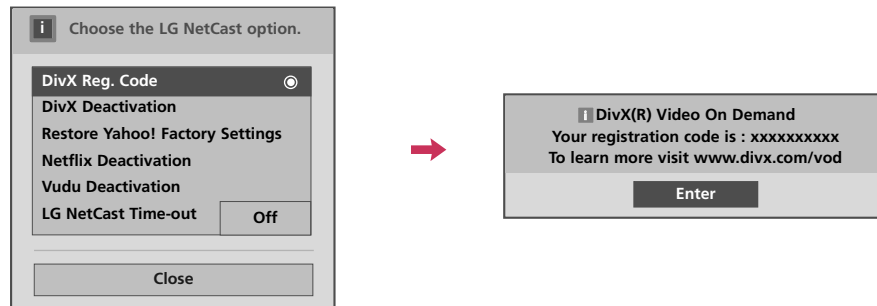 i Choose the LG NetCast option.
DivX Reg. Code
DivX Deactivation
Restore Yahoo! Factory Settings
Netflix Deactivation
Vudu Deactivation
LG NetCast Time-out Off
Close
i DivX(R) Video On Demand
Your registration code is : xxxxxxxxxx
To learn more visit www.divx.com/vod
Enter